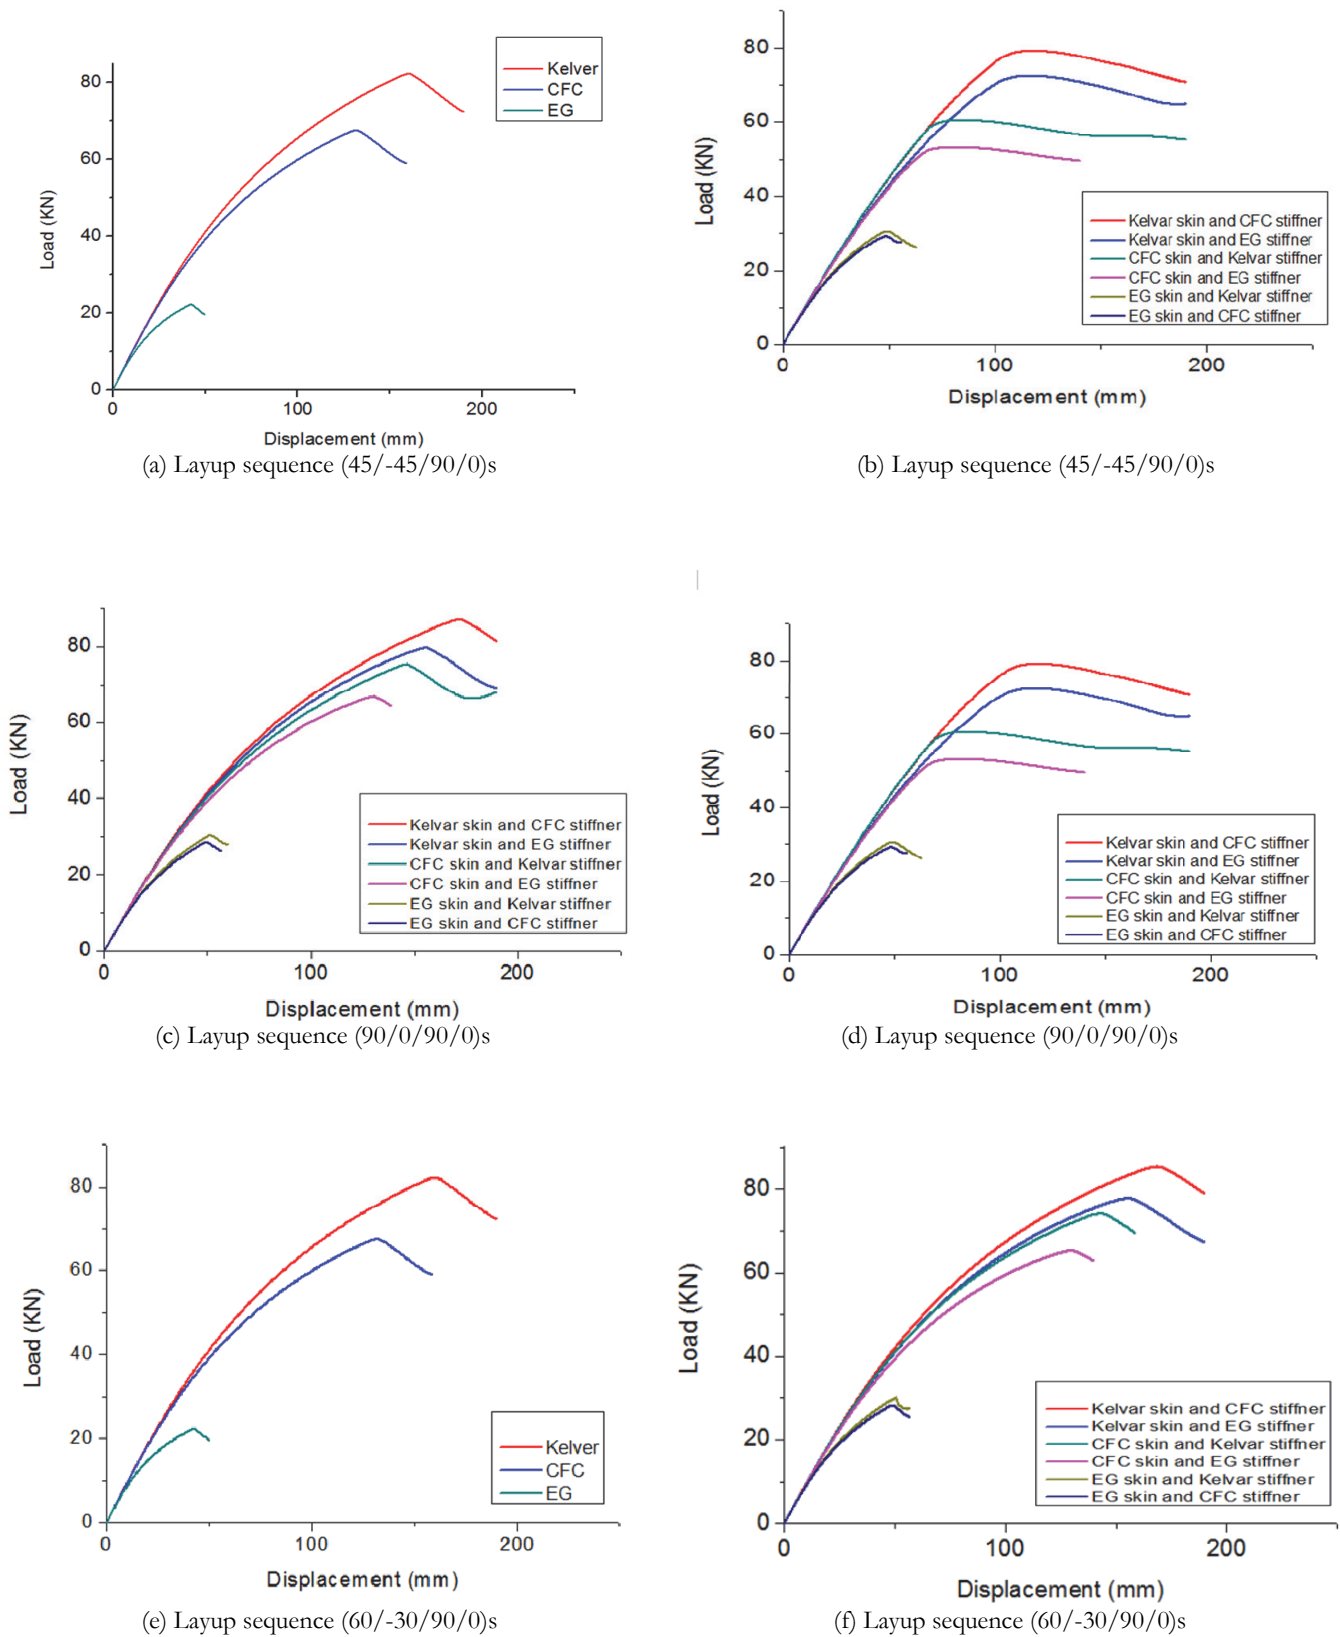 Kelver
CFC
EG
80
60
40
20
0
Load (KN)
0
100
200
Displacement (mm)
(a) Layup sequence (45/-45/90/0)s
80
60
40
20
0
Load (KN)
Kelvar skin and CFC stiffner
Kelvar skin and EG stiffner
CFC skin and Kelvar stiffner
CFC skin and EG stiffner
EG skin and Kelvar stiffner
EG skin and CFC stiffner
0
100
200
Displacement (mm)
(b) Layup sequence (45/-45/90/0)s
80
60
40
20
0
Load (KN)
Kelvar skin and CFC stiffner
Kelvar skin and EG stiffner
CFC skin and Kelvar stiffner
CFC skin and EG stiffner
EG skin and Kelvar stiffner
EG skin and CFC stiffner
0
100
200
Displacement (mm)
(c) Layup sequence (90/0/90/0)s
80
60
40
20
0
Load (KN)
Kelvar skin and CFC stiffner
Kelvar skin and EG stiffner
CFC skin and Kelvar stiffner
CFC skin and EG stiffner
EG skin and Kelvar stiffner
EG skin and CFC stiffner
0
100
200
Displacement (mm)
(d) Layup sequence (90/0/90/0)s
80
60
40
20
0
Load (KN)
Kelver
CFC
EG
0
100
200
Displacement (mm)
(e) Layup sequence (60/-30/90/0)s
80
60
40
20
0
Load (KN)
Kelvar skin and CFC stiffner
Kelvar skin and EG stiffner
CFC skin and Kelvar stiffner
CFC skin and EG stiffner
EG skin and Kelvar stiffner
EG skin and CFC stiffner
0
100
200
Displacement (mm)
(f) Layup sequence (60/-30/90/0)s